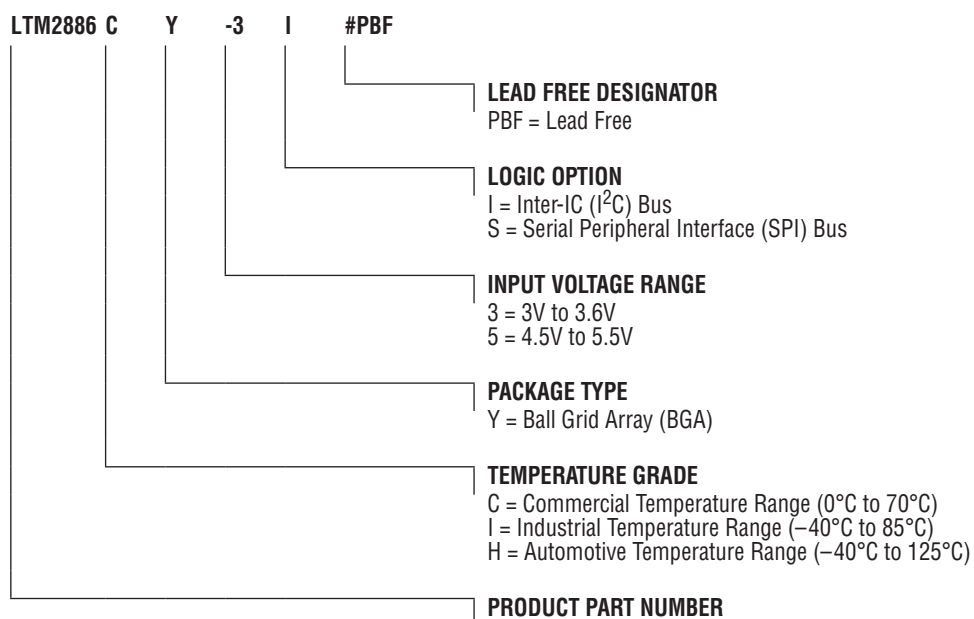 LTM2886 C Y -3 I #PBF
LEAD FREE DESIGNATOR
PBF = Lead Free
LOGIC OPTION
I = Inter-IC (I²C) Bus
S = Serial Peripheral Interface (SPI) Bus
INPUT VOLTAGE RANGE
3 = 3V to 3.6V
5 = 4.5V to 5.5V
PACKAGE TYPE
Y = Ball Grid Array (BGA)
TEMPERATURE GRADE
C = Commercial Temperature Range (0°C to 70°C)
I = Industrial Temperature Range (–40°C to 85°C)
H = Automotive Temperature Range (–40°C to 125°C)
PRODUCT PART NUMBER